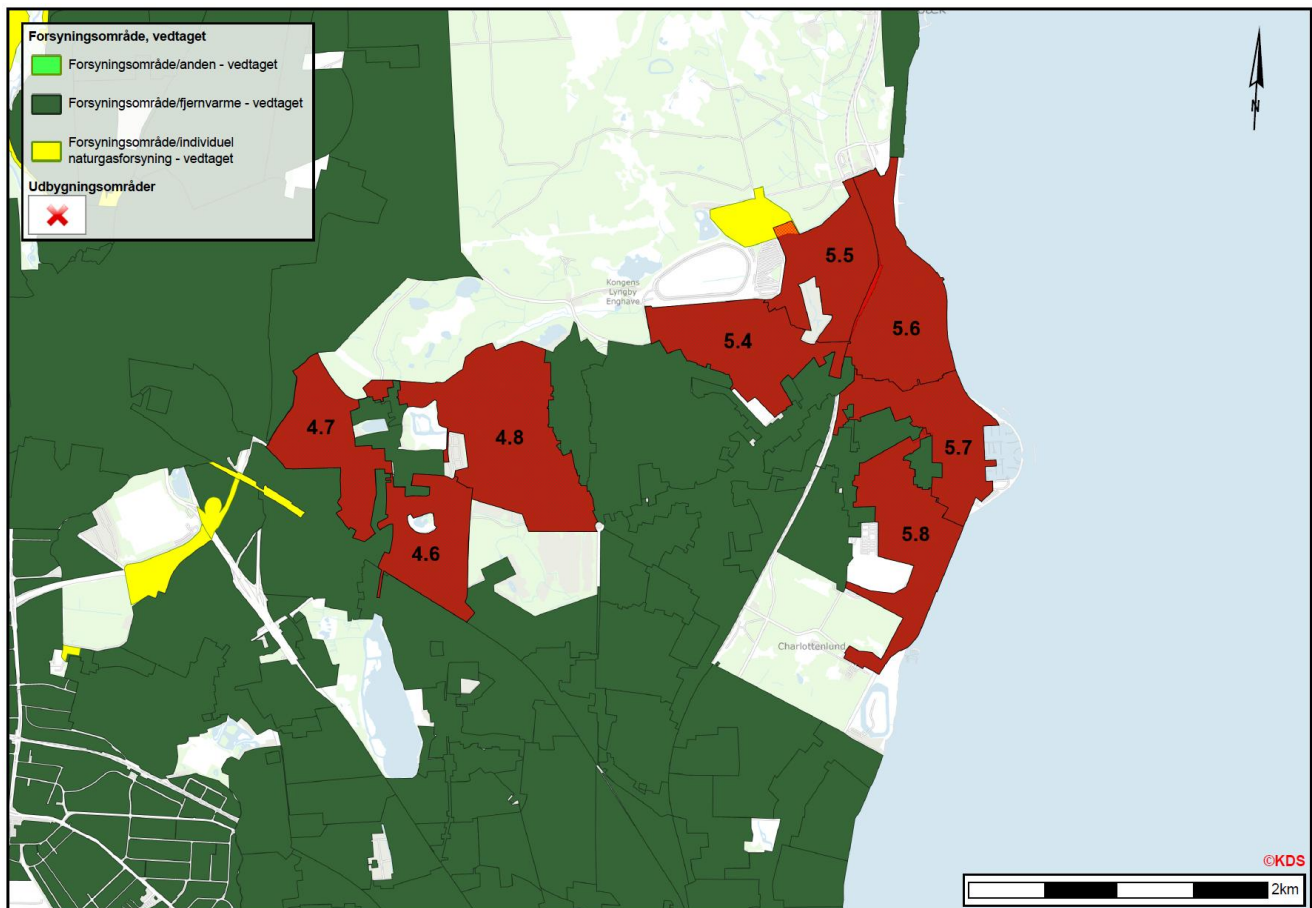 Forsyningsområde, vedtaget
Forsyningsområde/anden - vedtaget
Forsyningsområde/fjernvarme - vedtaget
Forsyningsområde/individuel
naturgasforsyning - vedtaget
Udbygningsområder
N
5.5
Kongens
Lyngby
Enghave
5.4
5.6
4.7
4.8
5.7
5.8
4.6
Charlottenlund
©KDS
2km